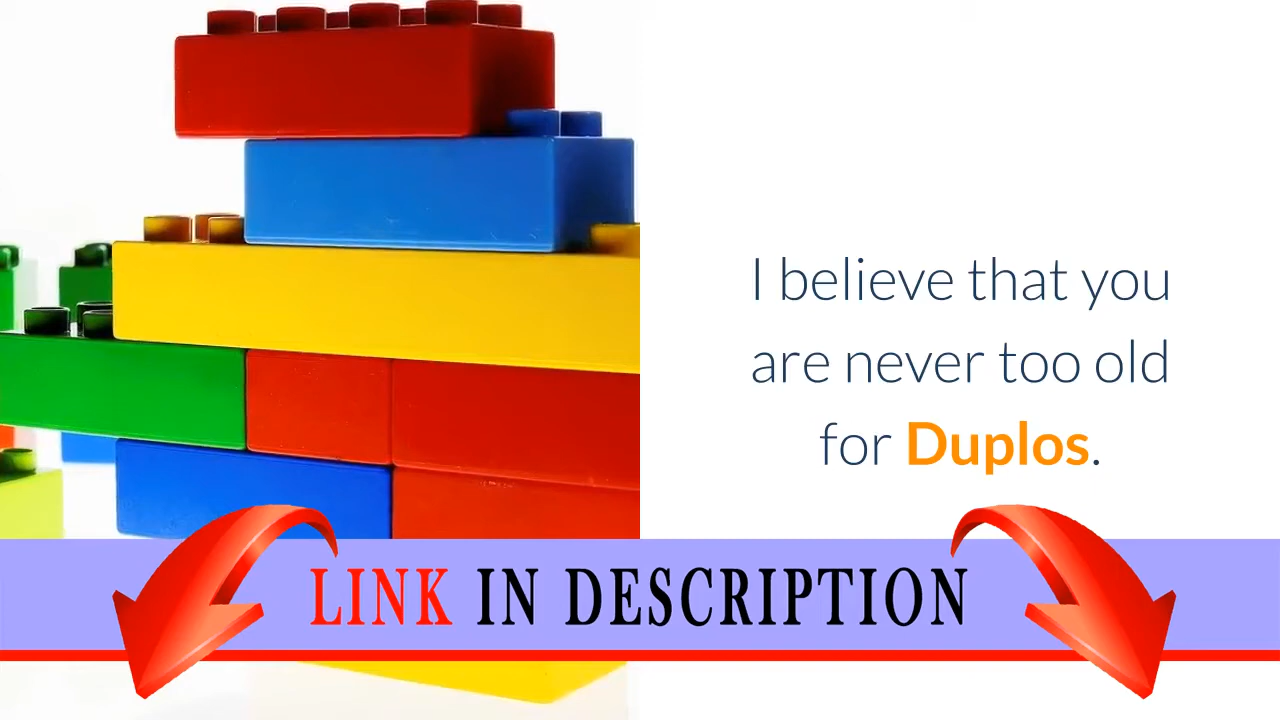 I believe that you
are never too old
for Duplos.
LINK IN DESCRIPTION